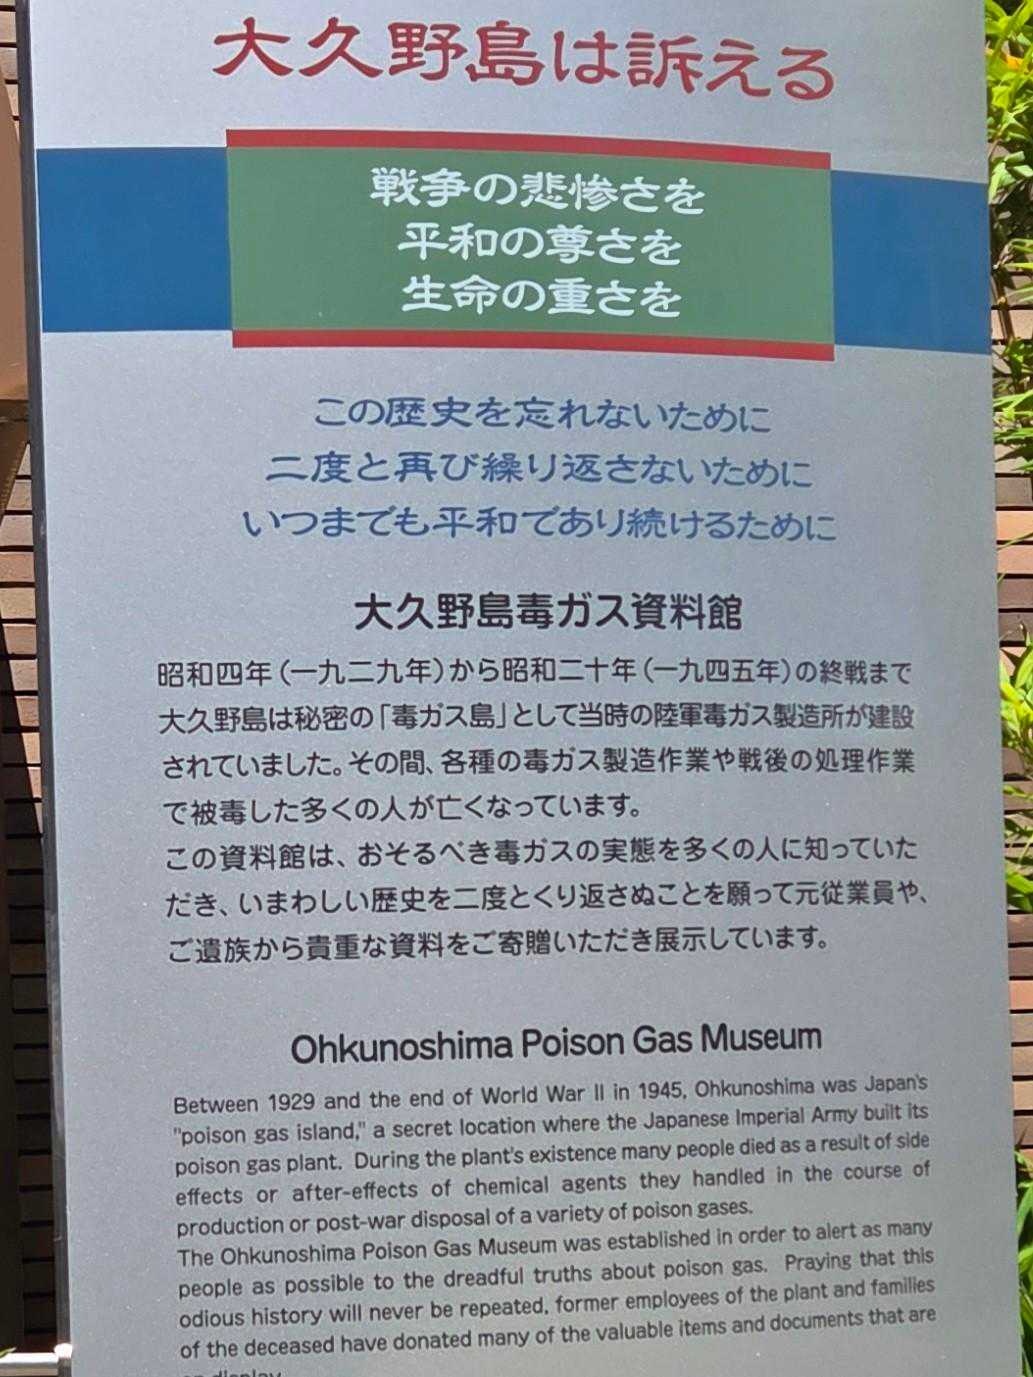 大久野島は訴える
戦争の悲惨さを
平和の尊さを
生命の重さを
この歴史を忘れないために
二度と再び繰り返さないために
いつまでも平和であり続けるために
大久野島毒ガス資料館
昭和四年（一九二九年）から昭和二十年（一九四五年）の終戦まで
大久野島は秘密の「毒ガス島」として当時の陸軍毒ガス製造所が建設
されていました。その間、各種の毒ガス製造作業や戦後の処理作業
で被毒した多くの人が亡くなっています。
この資料館は、おそるべき毒ガスの実態を多くの人に知っていた
だき、いまわしい歴史を二度とくり返さぬことを願って元従業員や、
ご遺族から貴重な資料をご寄贈いただき展示しています。
Ohkunoshima Poison Gas Museum
Between 1929 and the end of World War II in 1945, Ohkunoshima was Japan's
"poison gas island," a secret location where the Japanese Imperial Army built its
poison gas plant. During the plant's existence many people died as a result of side
effects or after-effects of chemical agents they handled in the course of
production or post-war disposal of a variety of poison gases.
The Ohkunoshima Poison Gas Museum was established in order to alert as many
people as possible to the dreadful truths about poison gas. Praying that this
odious history will never be repeated, former employees of the plant and families
of the deceased have donated many of the valuable items and documents that are
on display